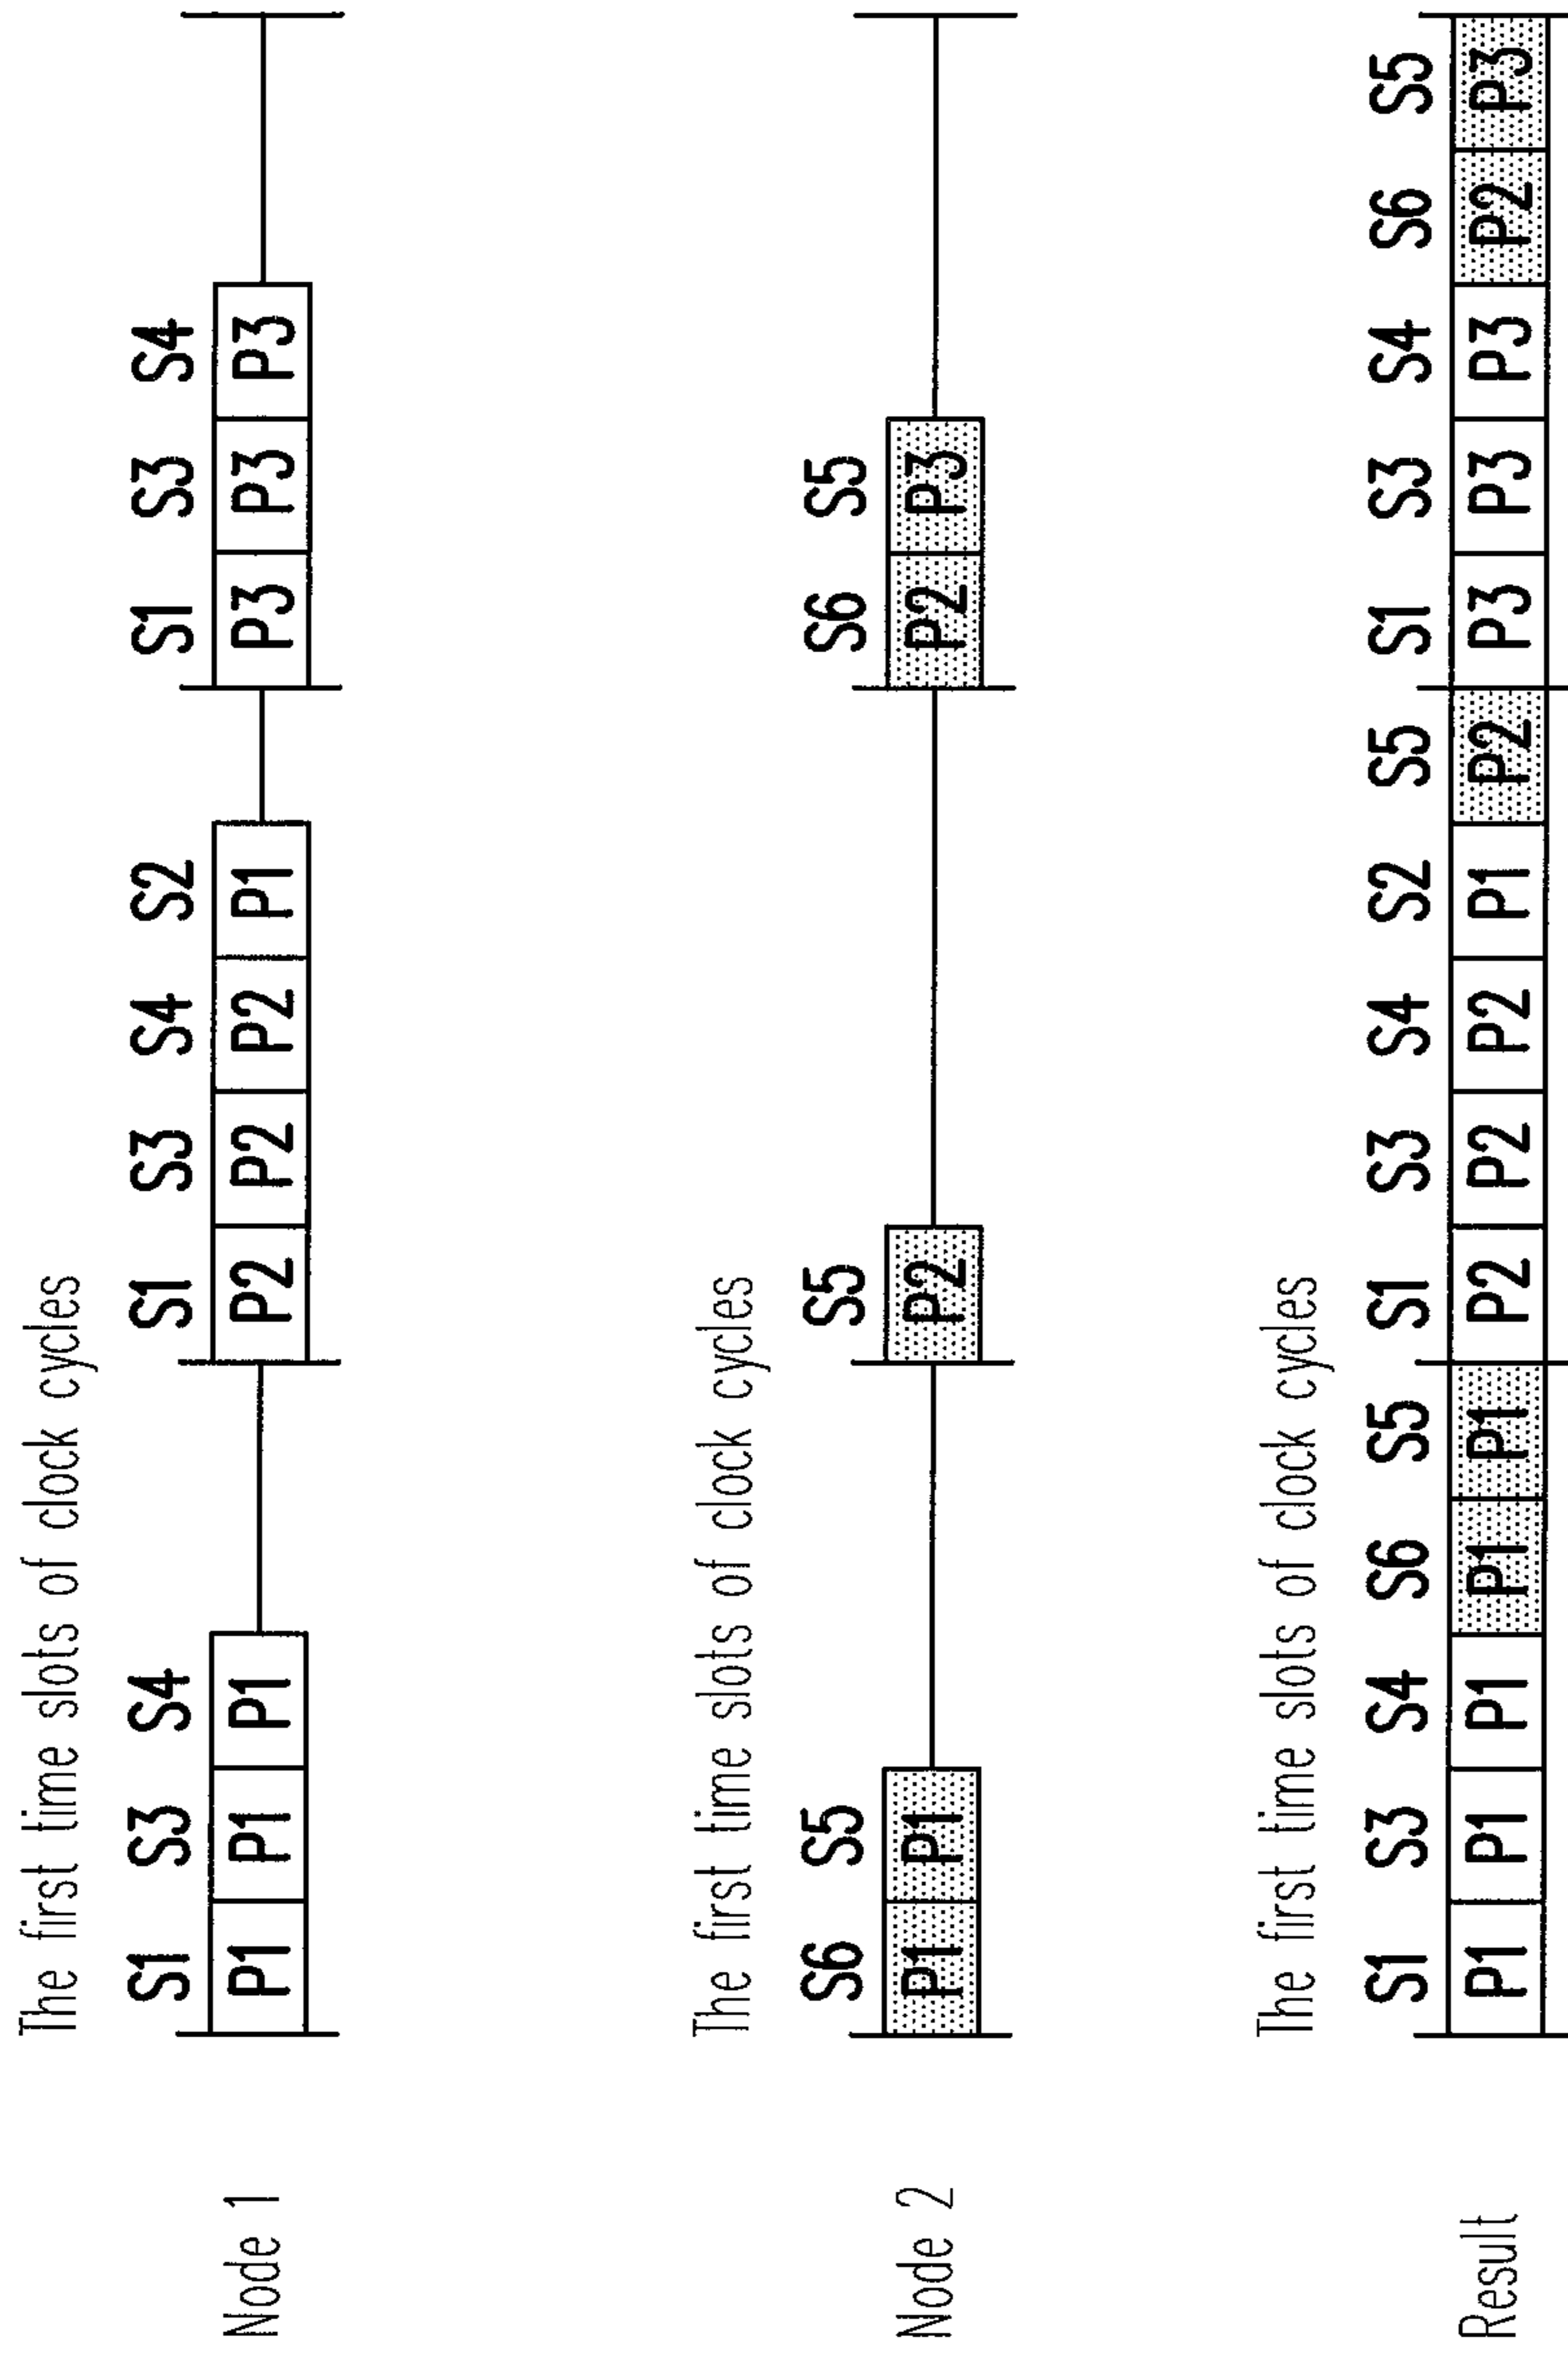 The first time slots of clock cycles
S1 S3 S4 S1 S3 S4 S2 S1 S3 S4
Node 1 P1 P1 P1 P2 P2 P2 P1 P3 P3 P3
The first time slots of clock cycles
S6 S5 S5 S6 S5
Node 2 P1 P1 P2 P2 P3
The first time slots of clock cycles
S1 S3 S4 S6 S5 S1 S3 S4 S2 S5 S1 S3 S4 S6 S5
Result P1 P1 P1 P1 P1 P2 P2 P2 P1 P2 P3 P3 P3 P2 P3